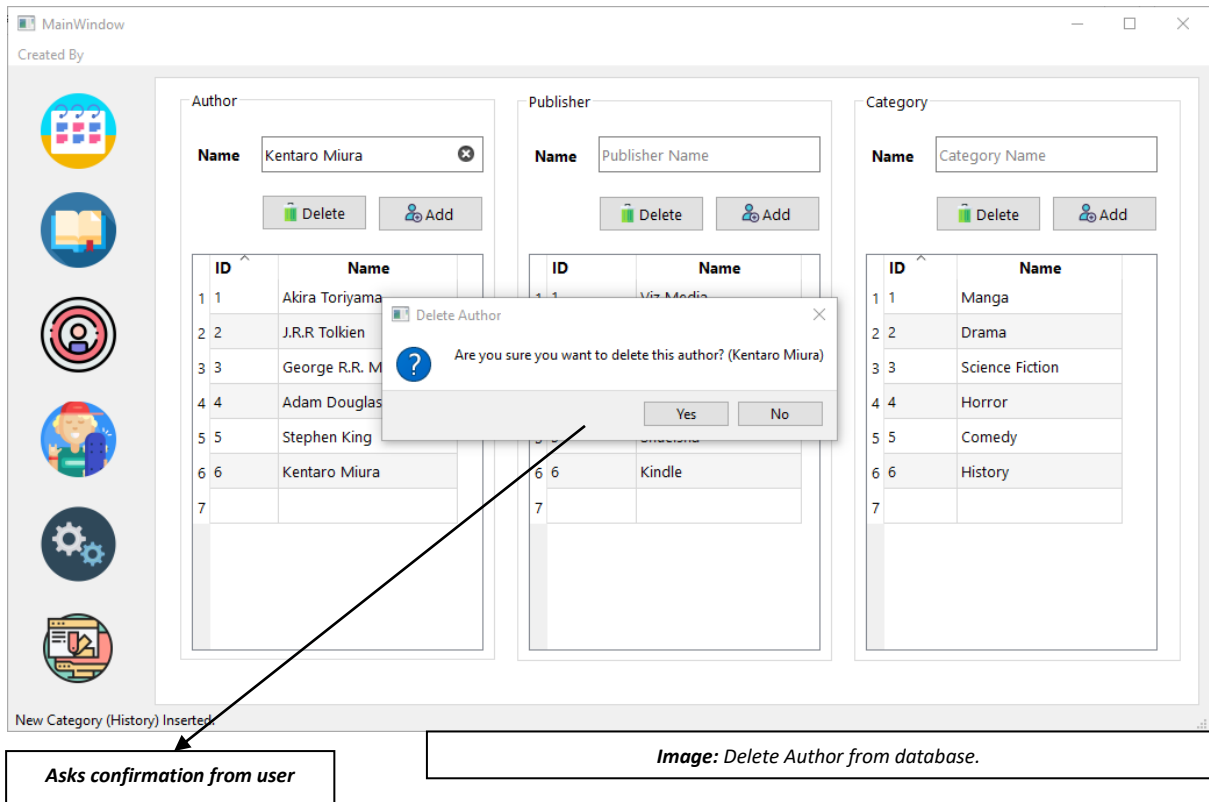 MainWindow
Created By
Author
Publisher
Category
Name Kentaro Miura
Name Publisher Name
Name Category Name
Delete Add
Delete Add
Delete Add
ID Name
1 1 Akira Toriyama
2 2 J.R.R Tolkien
3 3 George R.R. M
4 4 Adam Douglas
5 5 Stephen King
6 6 Kentaro Miura
7
ID Name
1 1 Viz Media
Shueisha
6 6 Kindle
7
ID Name
1 1 Manga
2 2 Drama
3 3 Science Fiction
4 4 Horror
5 5 Comedy
6 6 History
7
Delete Author
Are you sure you want to delete this author? (Kentaro Miura)
Yes No
New Category (History) Inserted.
Image: Delete Author from database.
Asks confirmation from user